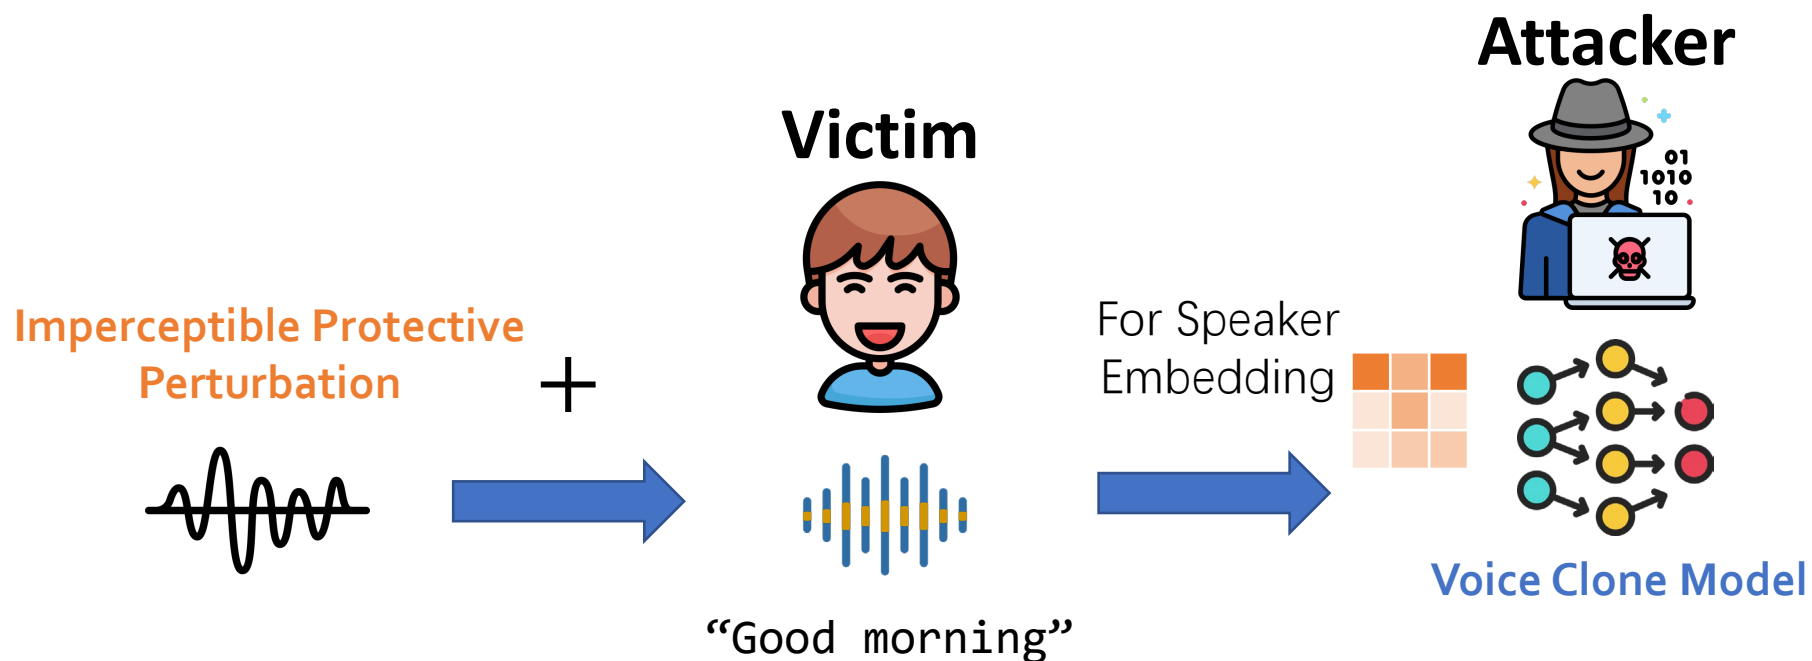 Imperceptible Protective
Perturbation
+
Victim
“Good morning”
For Speaker
Embedding
Attacker
01
1010
10
Voice Clone Model